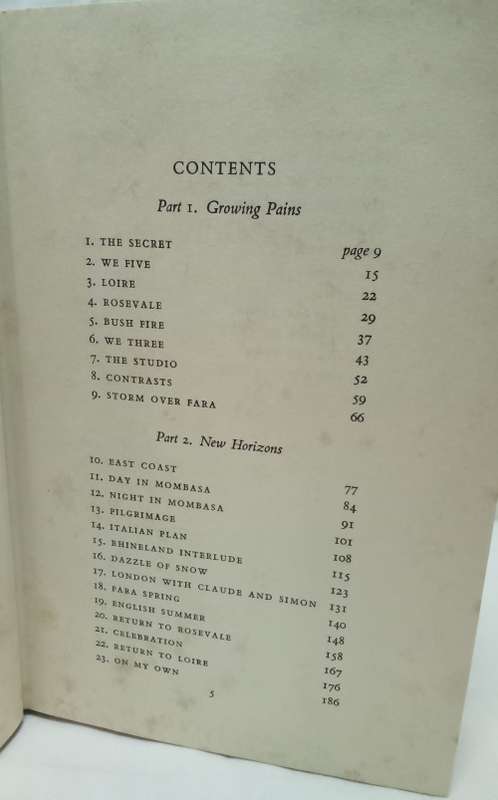 CONTENTS
Part 1. Growing Pains
1. THE SECRET page 9
2. WE FIVE 15
3. LOIRE 22
4. ROSEVALE 29
5. BUSH FIRE 37
6. WE THREE 43
7. THE STUDIO 52
8. CONTRASTS 59
9. STORM OVER FARA 66
Part 2. New Horizons
10. EAST COAST 77
11. DAY IN MOMBASA 84
12. NIGHT IN MOMBASA 91
13. PILGRIMAGE 101
14. ITALIAN PLAN 108
15. RHINELAND INTERLUDE 115
16. DAZZLE OF SNOW 123
17. LONDON WITH CLAUDE AND SIMON 131
18. FARA SPRING 140
19. ENGLISH SUMMER 148
20. RETURN TO ROSEVALE 158
21. CELEBRATION 167
22. RETURN TO LOIRE 176
23. ON MY OWN 186
5